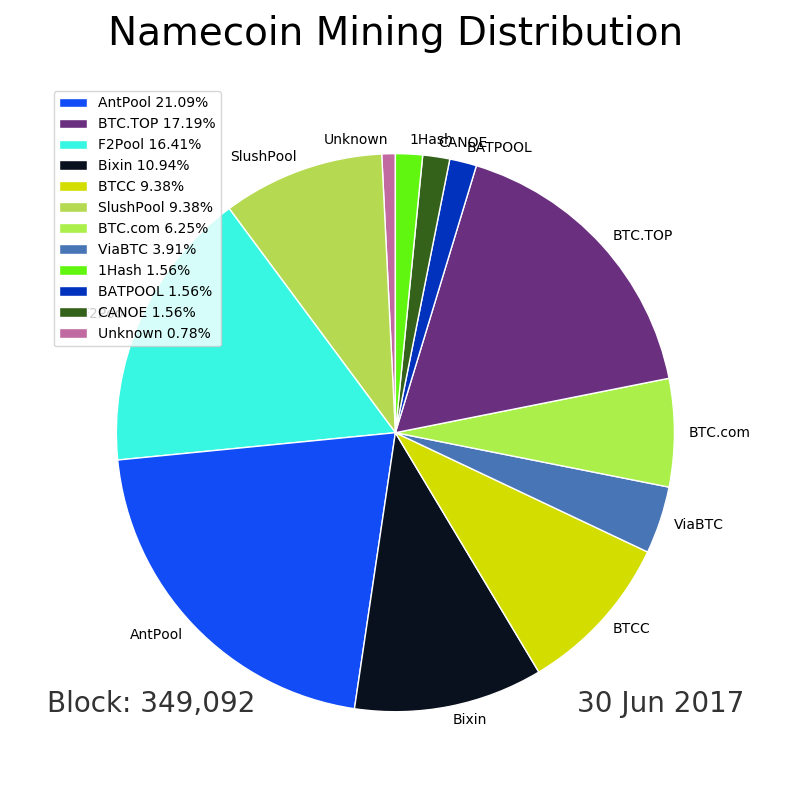 Namecoin Mining Distribution
AntPool 21.09%
BTC.TOP 17.19%
F2Pool 16.41%
Bixin 10.94%
BTCC 9.38%
SlushPool 9.38%
BTC.com 6.25%
ViaBTC 3.91%
1Hash 1.56%
BATPOOL 1.56%
CANOE 1.56%
Unknown 0.78%
SlushPool
Unknown
1Hash
CANOE
BATPOOL
BTC.TOP
BTC.com
ViaBTC
BTCC
Bixin
AntPool
Block: 349,092
30 Jun 2017